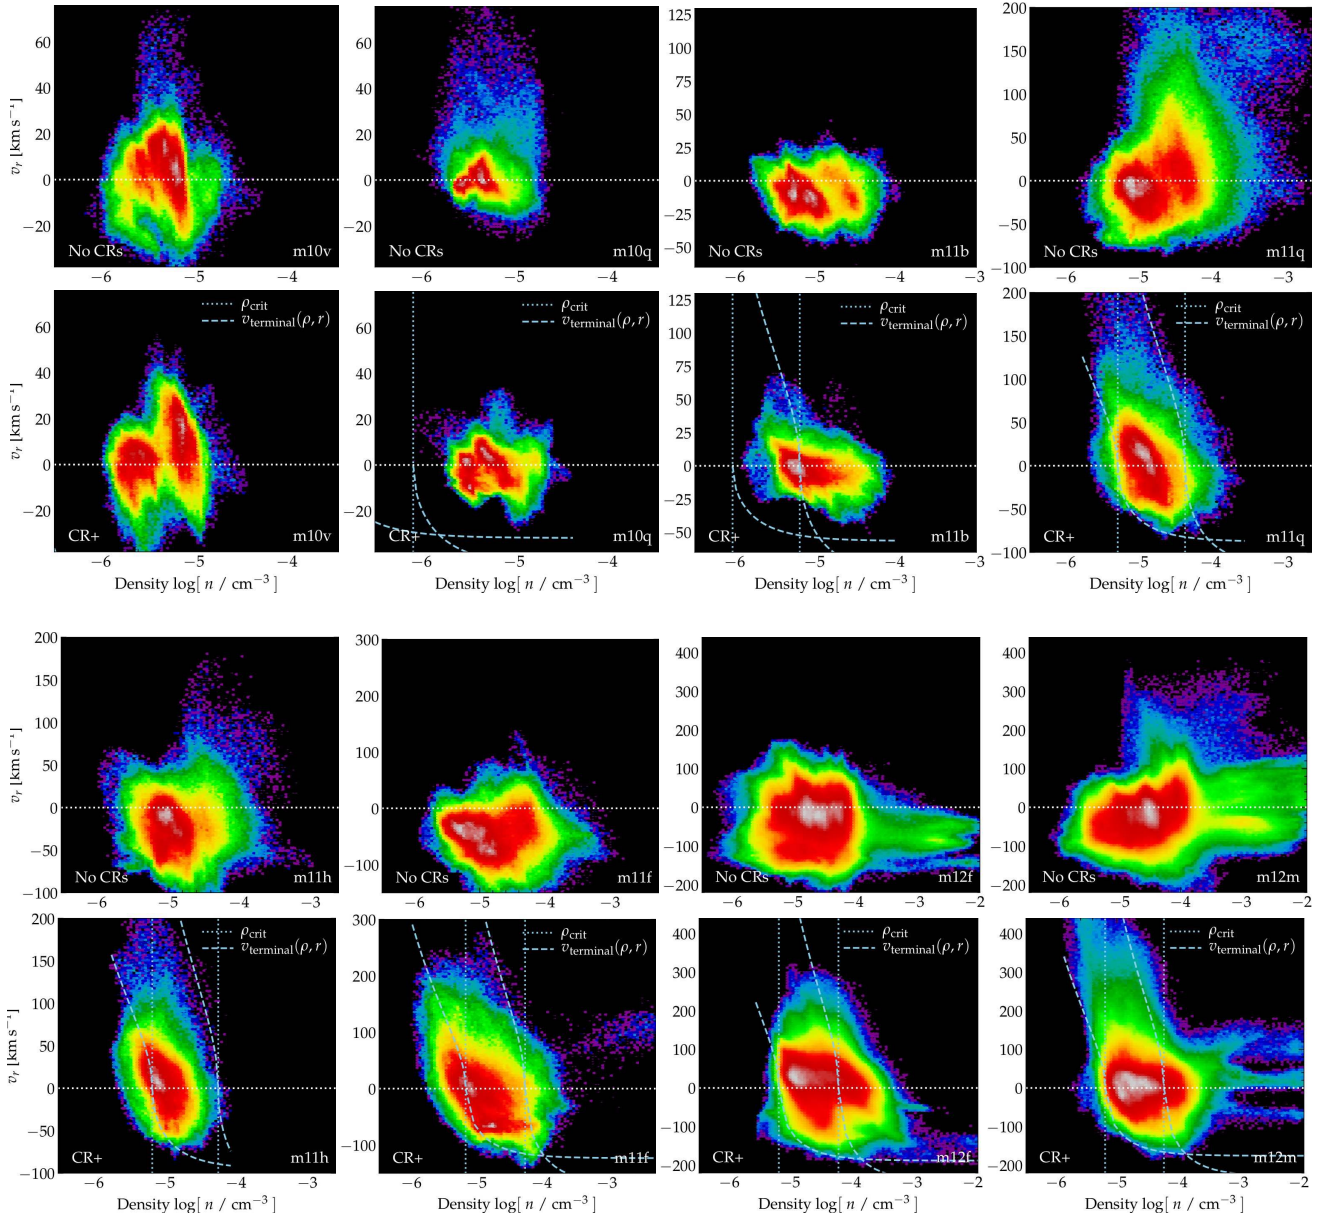 60
40
20
0
−20
v_r [km s⁻¹]
No CRs
m10v
−6
−5
−4
60
40
20
0
−20
No CRs
m10q
−6
−5
−4
125
100
75
50
25
0
−25
−50
No CRs
m11b
−6
−5
−4
−3
200
150
100
50
0
−50
−100
No CRs
m11q
−6
−5
−4
−3
60
40
20
0
−20
v_r [km s⁻¹]
ρ_crit
v_terminal(ρ, r)
CR+
m10v
−6
−5
−4
Density log[ n / cm⁻³ ]
60
40
20
0
−20
ρ_crit
v_terminal(ρ, r)
CR+
m10q
−6
−5
−4
Density log[ n / cm⁻³ ]
125
100
75
50
25
0
−25
−50
ρ_crit
v_terminal(ρ, r)
CR+
m11b
−6
−5
−4
−3
Density log[ n / cm⁻³ ]
200
150
100
50
0
−50
−100
ρ_crit
v_terminal(ρ, r)
CR+
m11q
−6
−5
−4
−3
Density log[ n / cm⁻³ ]
200
150
100
50
0
−50
−100
v_r [km s⁻¹]
No CRs
m11h
−6
−5
−4
−3
300
200
100
0
−100
No CRs
m11f
−6
−5
−4
−3
400
300
200
100
0
−100
−200
No CRs
m12f
−6
−5
−4
−3
−2
400
300
200
100
0
−100
−200
No CRs
m12m
−6
−5
−4
−3
−2
200
150
100
50
0
−50
−100
v_r [km s⁻¹]
ρ_crit
v_terminal(ρ, r)
CR+
m11h
−6
−5
−4
−3
Density log[ n / cm⁻³ ]
300
200
100
0
−100
ρ_crit
v_terminal(ρ, r)
CR+
m11f
−6
−5
−4
−3
Density log[ n / cm⁻³ ]
400
300
200
100
0
−100
−200
ρ_crit
v_terminal(ρ, r)
CR+
m12f
−6
−5
−4
−3
−2
Density log[ n / cm⁻³ ]
400
300
200
100
0
−100
−200
ρ_crit
v_terminal(ρ, r)
CR+
m12m
−6
−5
−4
−3
−2
Density log[ n / cm⁻³ ]